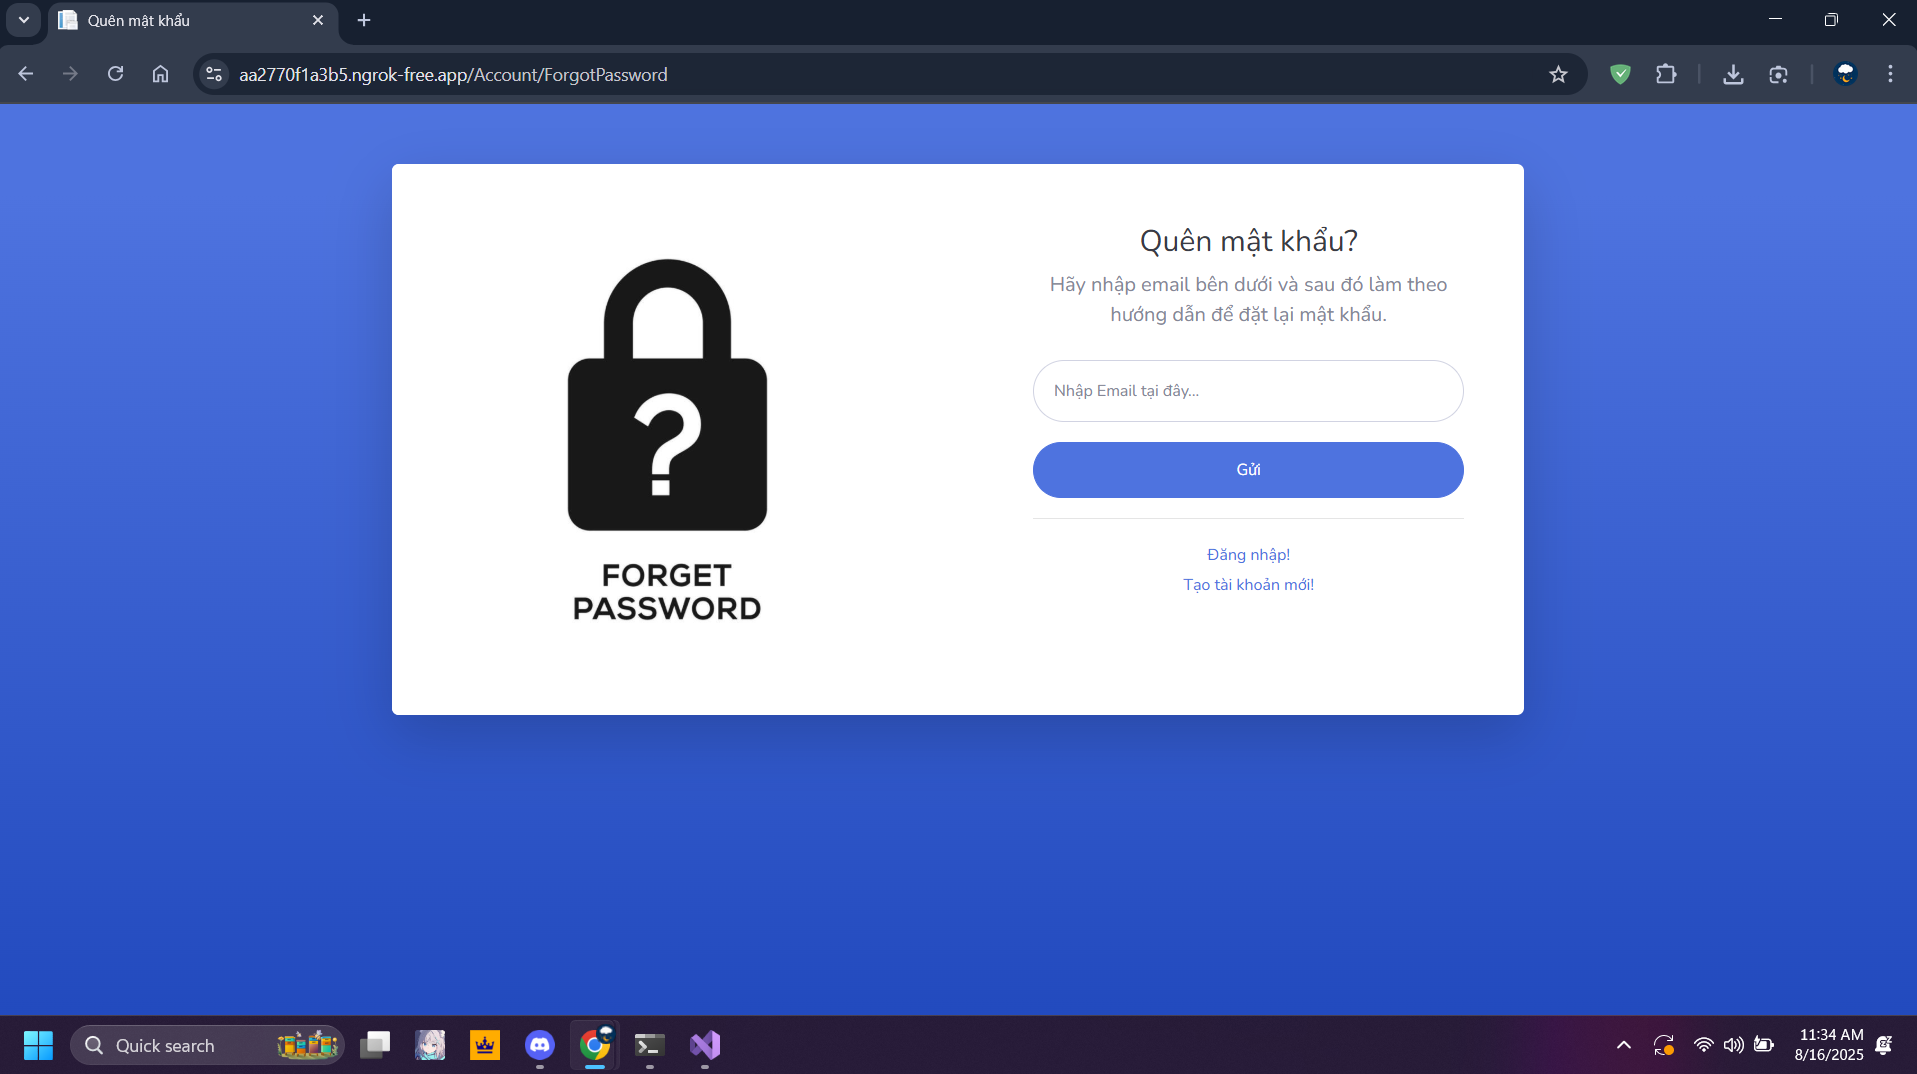 Quên mật khẩu
aa2770f1a3b5.ngrok-free.app/Account/ForgotPassword
?
FORGET
PASSWORD
Quên mật khẩu?
Hãy nhập email bên dưới và sau đó làm theo
hướng dẫn để đặt lại mật khẩu.
Nhập Email tại đây...
Gửi
Đăng nhập!
Tạo tài khoản mới!
Quick search
11:34 AM
8/16/2025